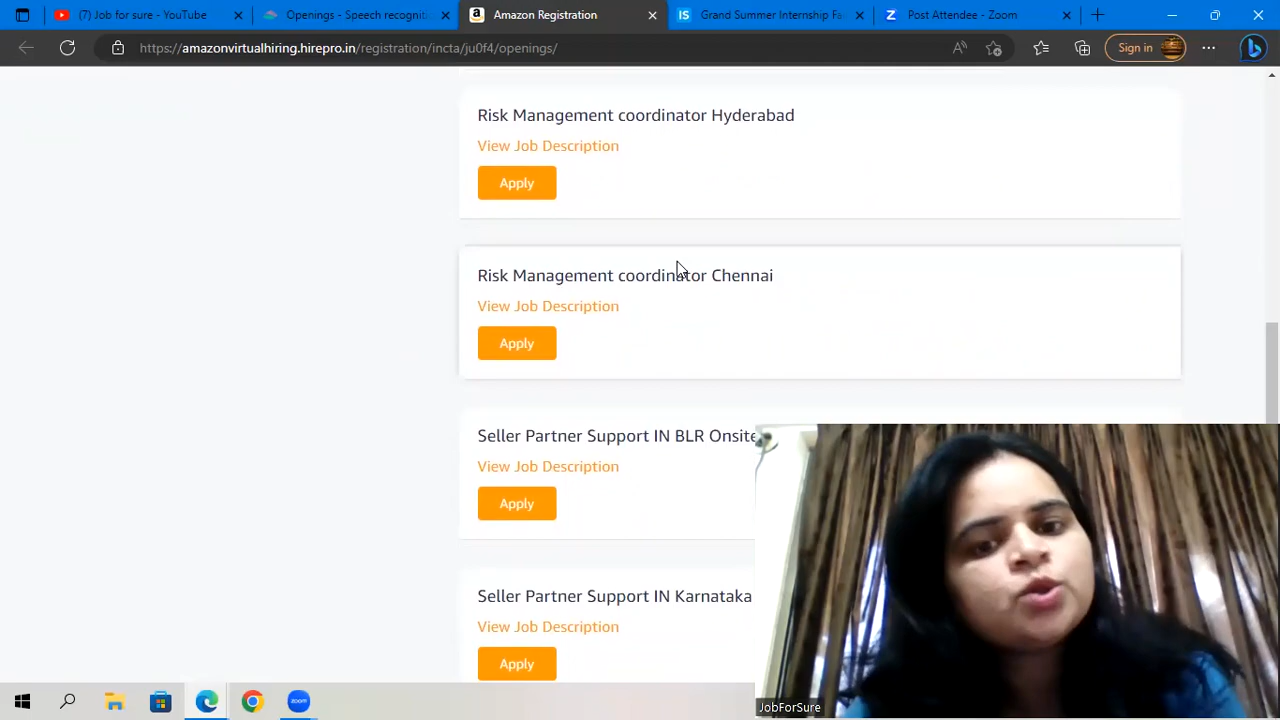 (7) Job for sure - YouTube
Openings - Speech recogniti
Amazon Registration
Grand Summer Internship Fa
Post Attendee - Zoom
https://amazonvirtualhiring.hirepro.in/registration/incta/ju0f4/openings/
Sign in
Risk Management coordinator Hyderabad
View Job Description
Apply
Risk Management coordinator Chennai
View Job Description
Apply
Seller Partner Support IN BLR Onsite
View Job Description
Apply
Seller Partner Support IN Karnataka
View Job Description
Apply
zoom
JobForSure